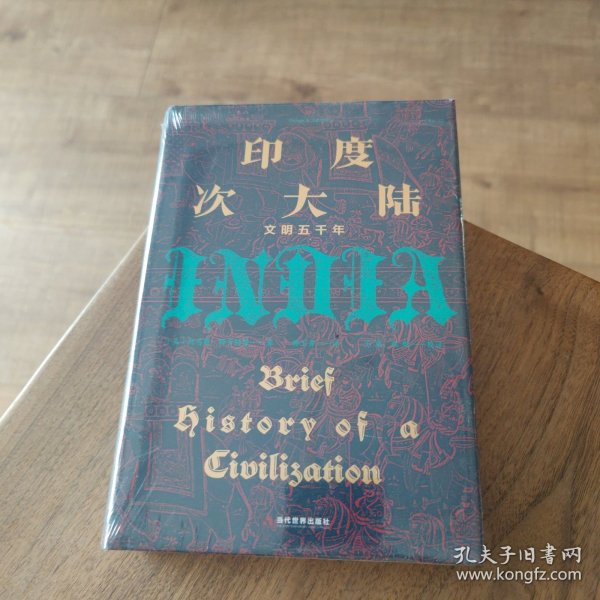 印度
次大陆
文明五千年
INDIA
Brief
History of a
Civilization
当代世界出版社
孔夫子旧书网
www.kongfz.com